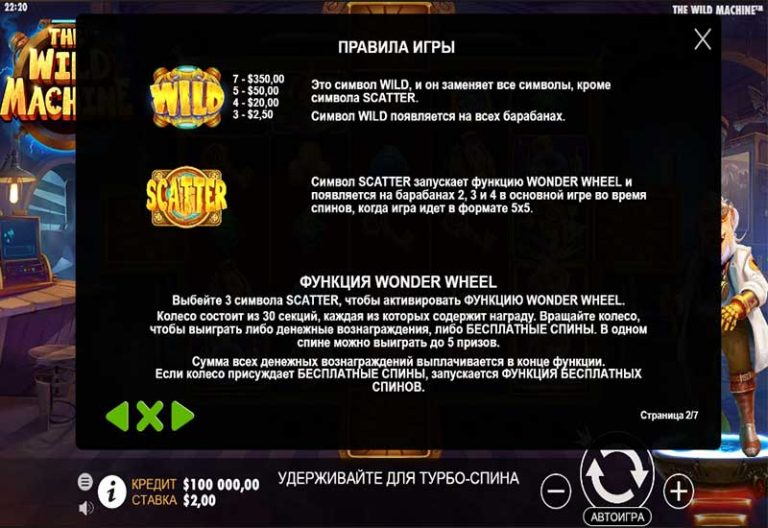 22:20
THE WILD MACHINE™
THE
WILD
MACHINE
ПРАВИЛА ИГРЫ
X
WILD
7 - $350,00
5 - $50,00
4 - $20,00
3 - $2,50
Это символ WILD, и он заменяет все символы, кроме
символа SCATTER.
Символ WILD появляется на всех барабанах.
SCATTER
Символ SCATTER запускает функцию WONDER WHEEL и
появляется на барабанах 2, 3 и 4 в основной игре во время
спинов, когда игра идет в формате 5x5.
ФУНКЦИЯ WONDER WHEEL
Выбейте 3 символа SCATTER, чтобы активировать ФУНКЦИЮ WONDER WHEEL.
Колесо состоит из 30 секций, каждая из которых содержит награду. Вращайте колесо,
чтобы выиграть либо денежные вознаграждения, либо БЕСПЛАТНЫЕ СПИНЫ. В одном
спине можно выиграть до 5 призов.
Сумма всех денежных вознаграждений выплачивается в конце функции.
Если колесо присуждает БЕСПЛАТНЫЕ СПИНЫ, запускается ФУНКЦИЯ БЕСПЛАТНЫХ
СПИНОВ.
Страница 2/7
КРЕДИТ $100 000,00
СТАВКА $2,00
УДЕРЖИВАЙТЕ ДЛЯ ТУРБО-СПИНА
АВТОИГРА